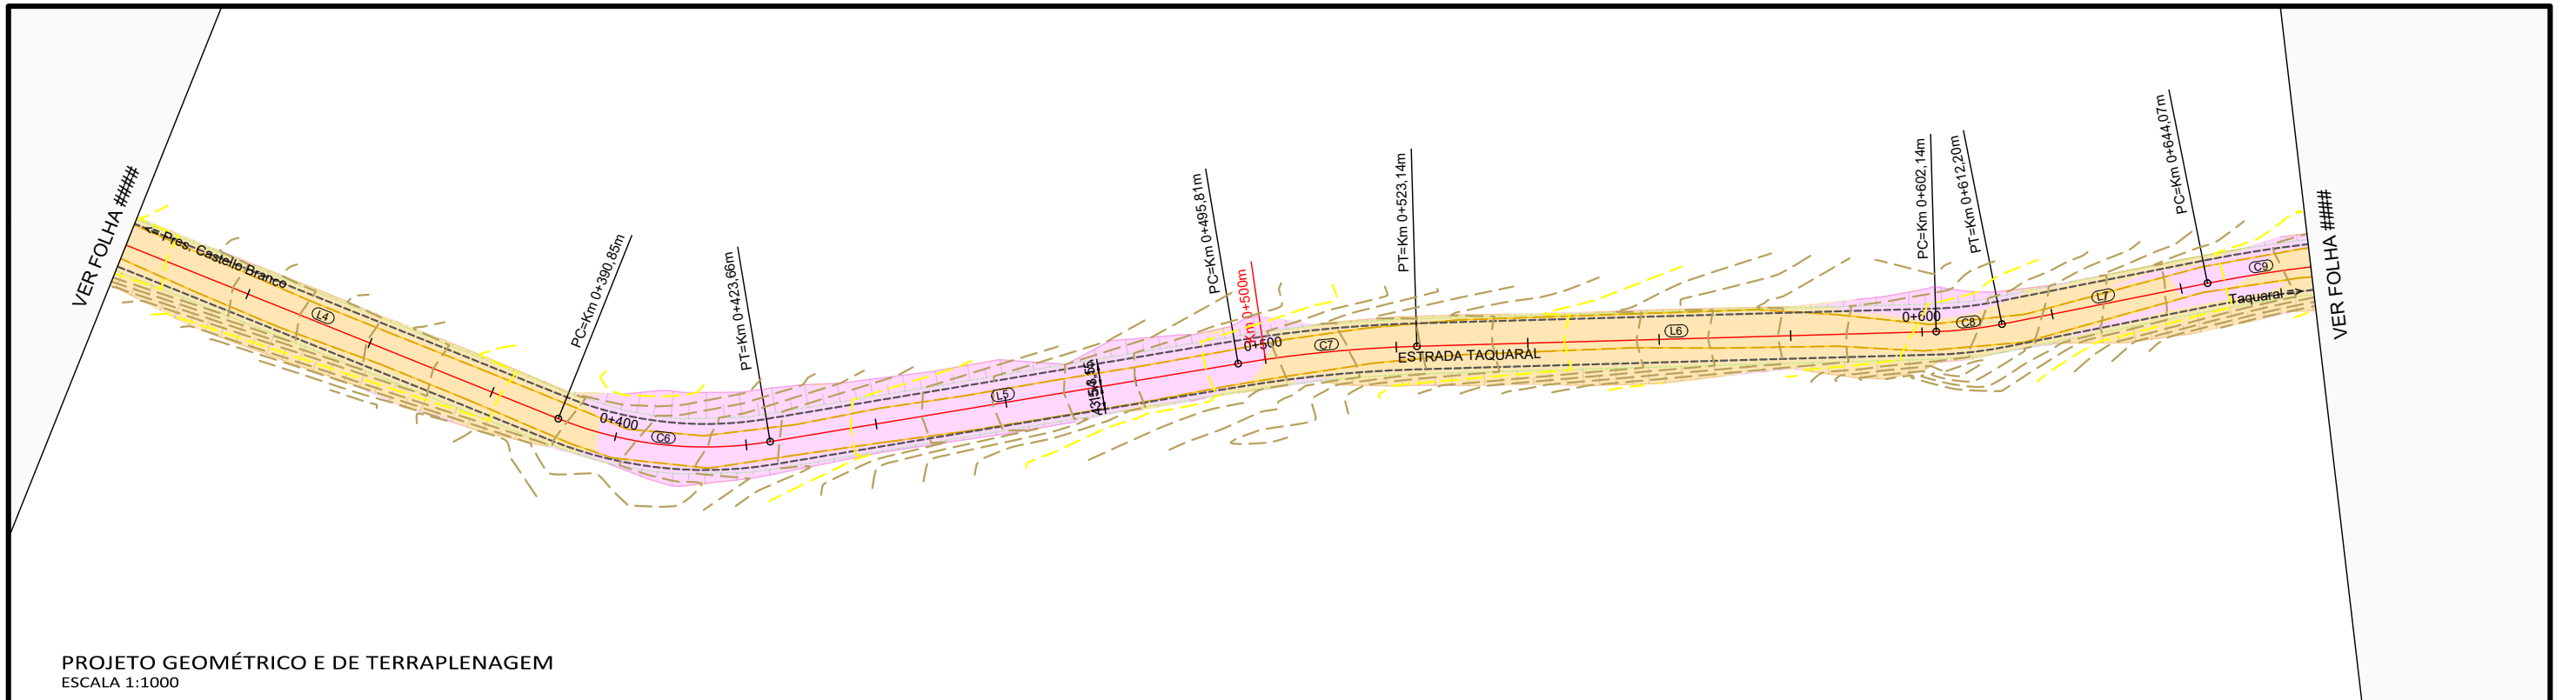 VER FOLHA ####
<= Pres. Castello Branco
L4
PC=Km 0+390,85m
0+400
C6
PT=Km 0+423,66m
L5
PC=Km 0+495,81m
Km 0+500m
0+500
C7
PT=Km 0+523,14m
ESTRADA TAQUARAL
L6
PC=Km 0+602,14m
0+600
C8
PT=Km 0+612,20m
L7
PC=Km 0+644,07m
C9
Taquaral =>
VER FOLHA ####
PROJETO GEOMÉTRICO E DE TERRAPLENAGEM
ESCALA 1:1000